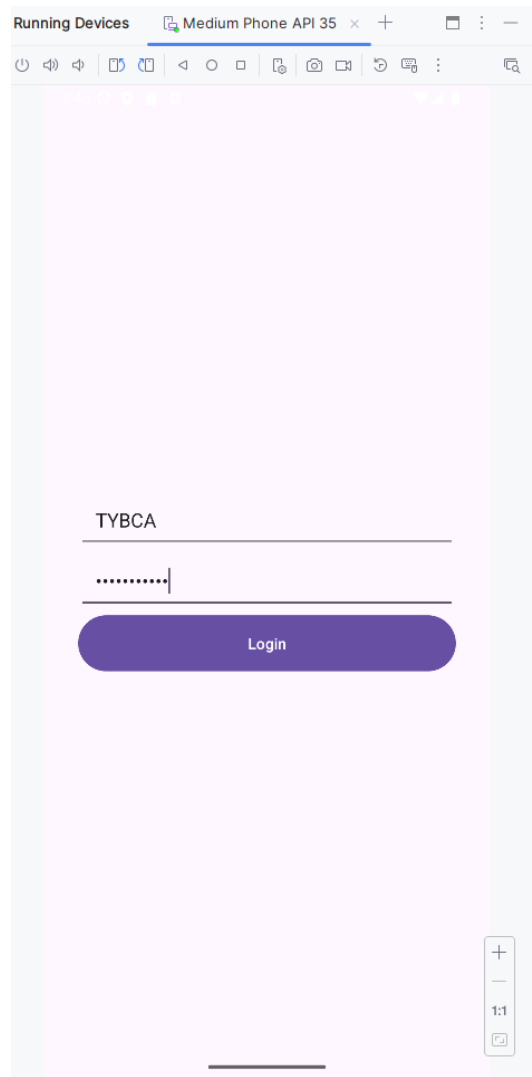 Running Devices
Medium Phone API 35
TYBCA
•••••••••••
Login
1:1